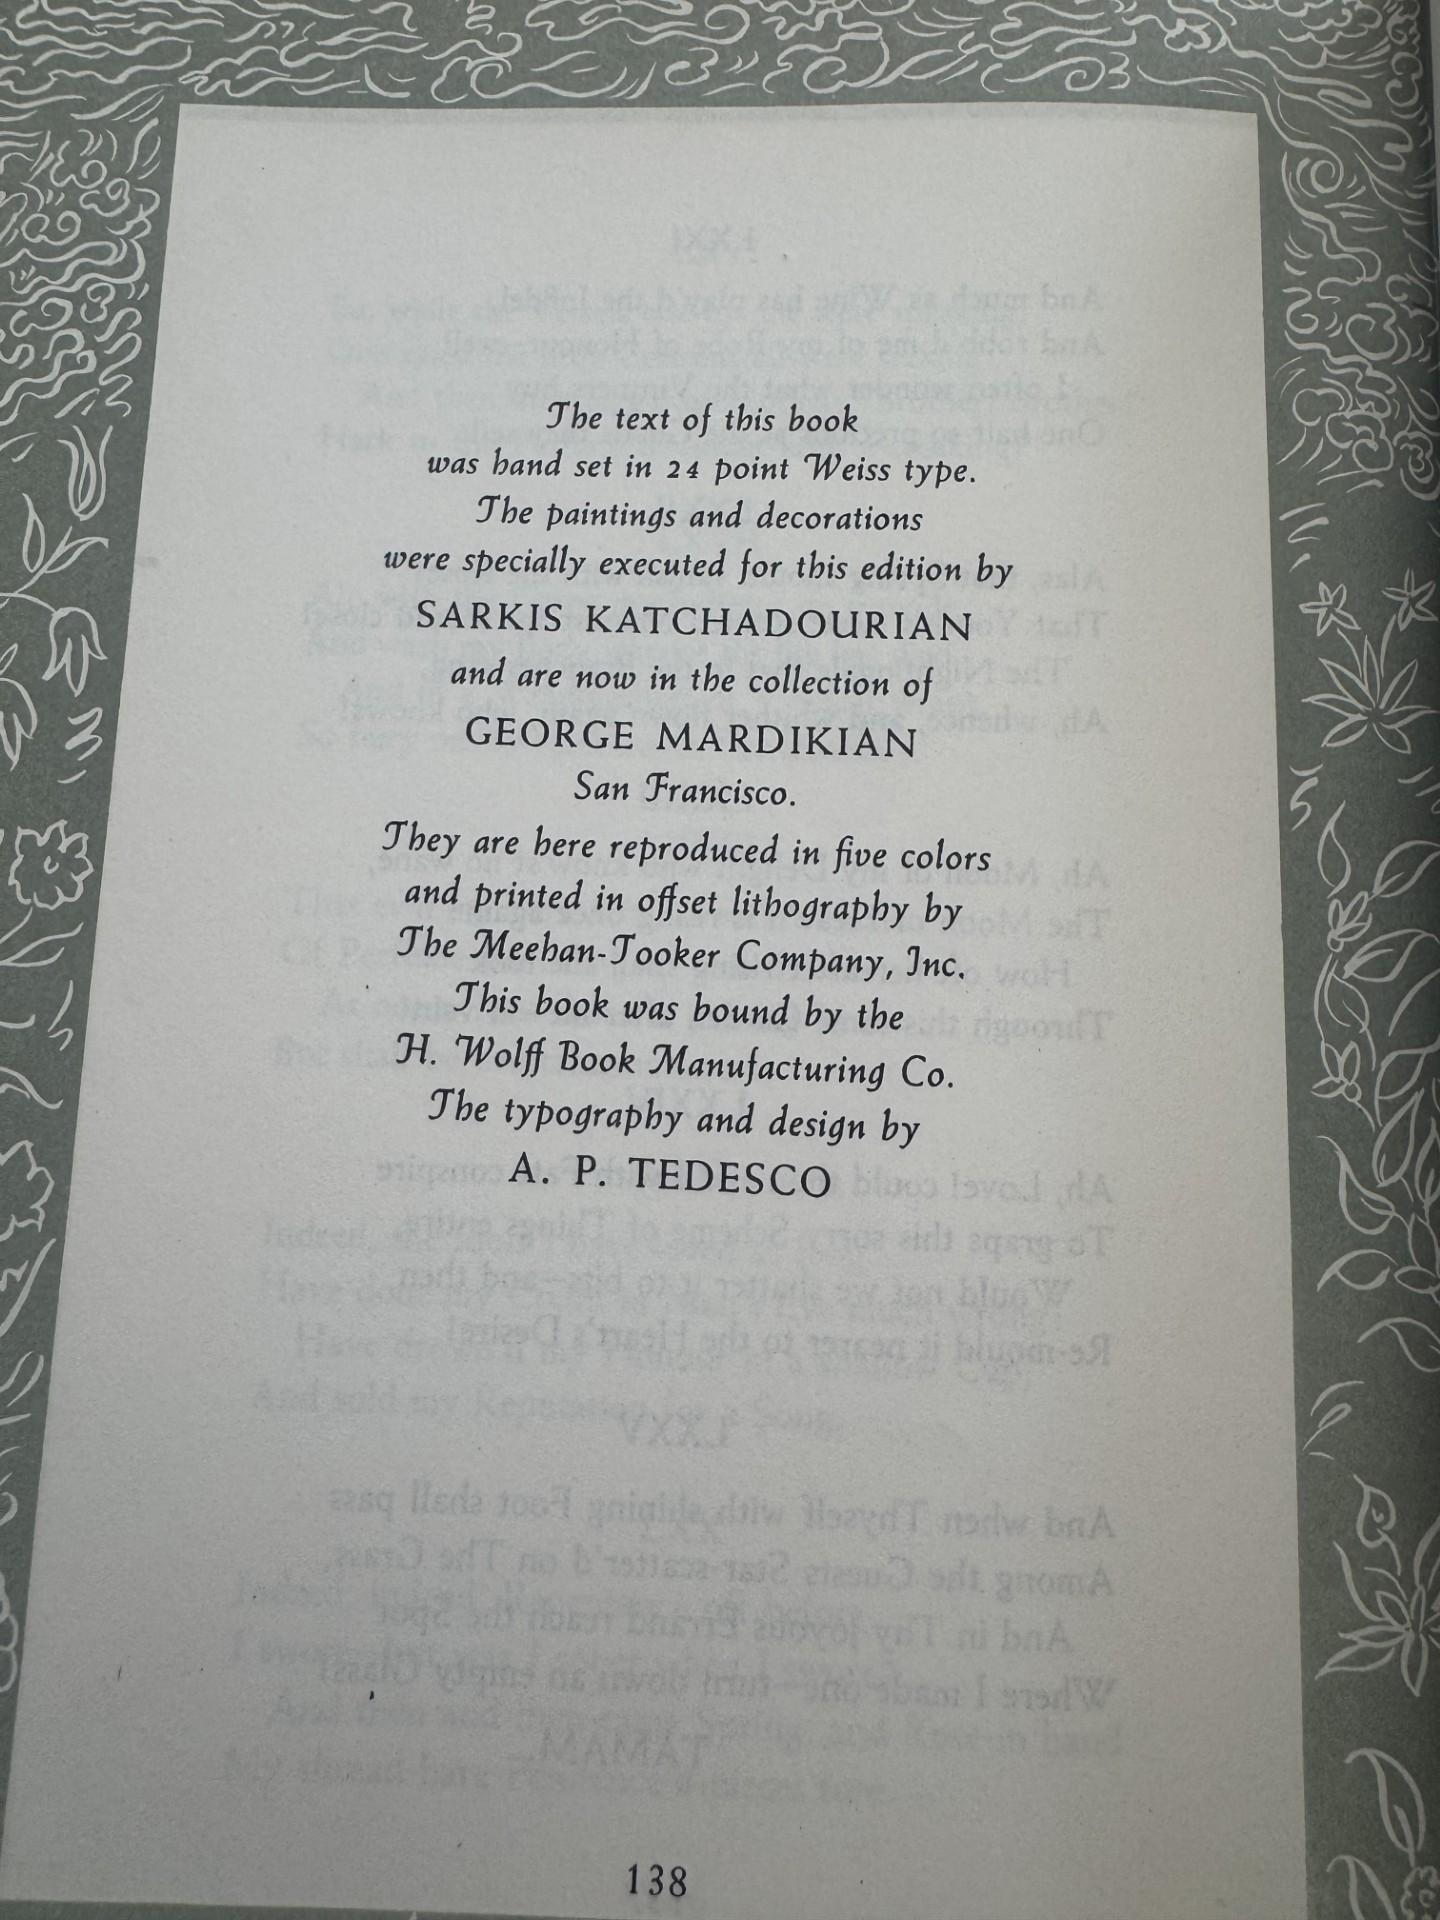 The text of this book
was hand set in 24 point Weiss type.
The paintings and decorations
were specially executed for this edition by
SARKIS KATCHADOURIAN
and are now in the collection of
GEORGE MARDIKIAN
San Francisco.
They are here reproduced in five colors
and printed in offset lithography by
The Meehan-Tooker Company, Inc.
This book was bound by the
H. Wolff Book Manufacturing Co.
The typography and design by
A. P. TEDESCO
138